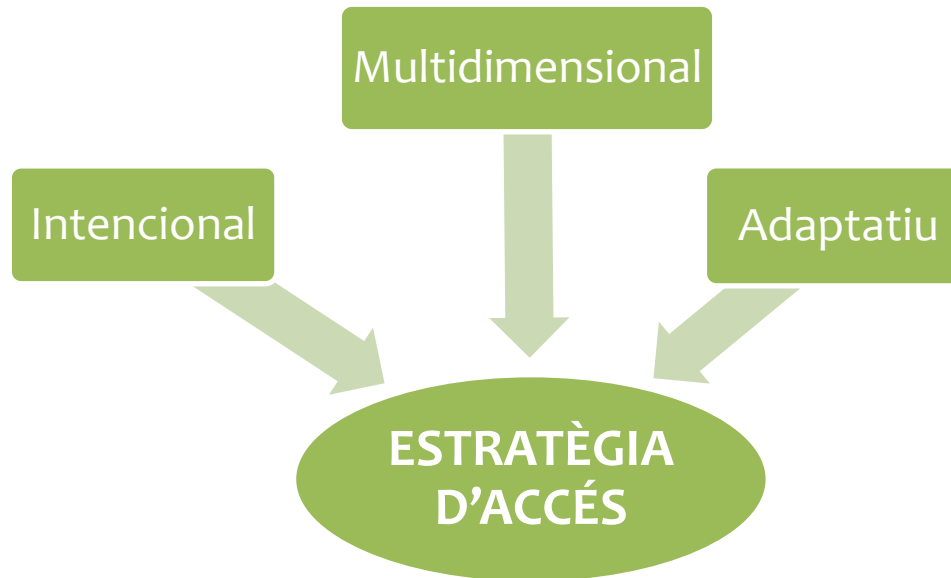 Multidimensional
Intencional
Adaptatiu
ESTRATÈGIA
D’ACCÉS